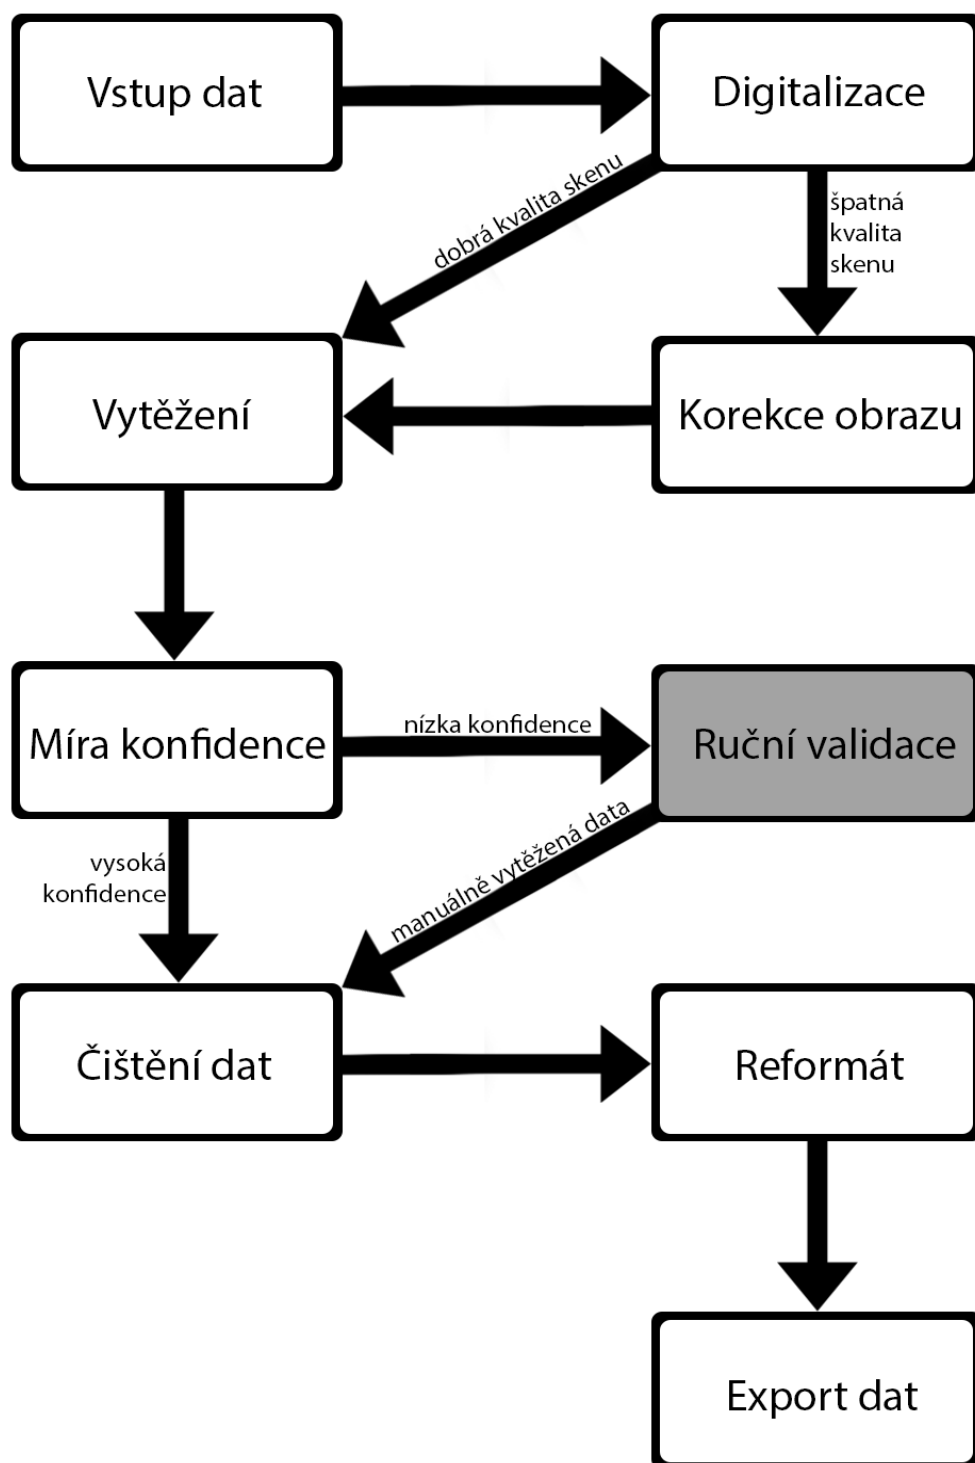 Vstup dat
Digitalizace
dobrá kvalita skenu
špatná
kvalita
skenu
Vytěžení
Korekce obrazu
Míra konfidence
nízka konfidence
Ruční validace
vysoká
konfidence
manuálně vytěžená data
Čištění dat
Reformát
Export dat